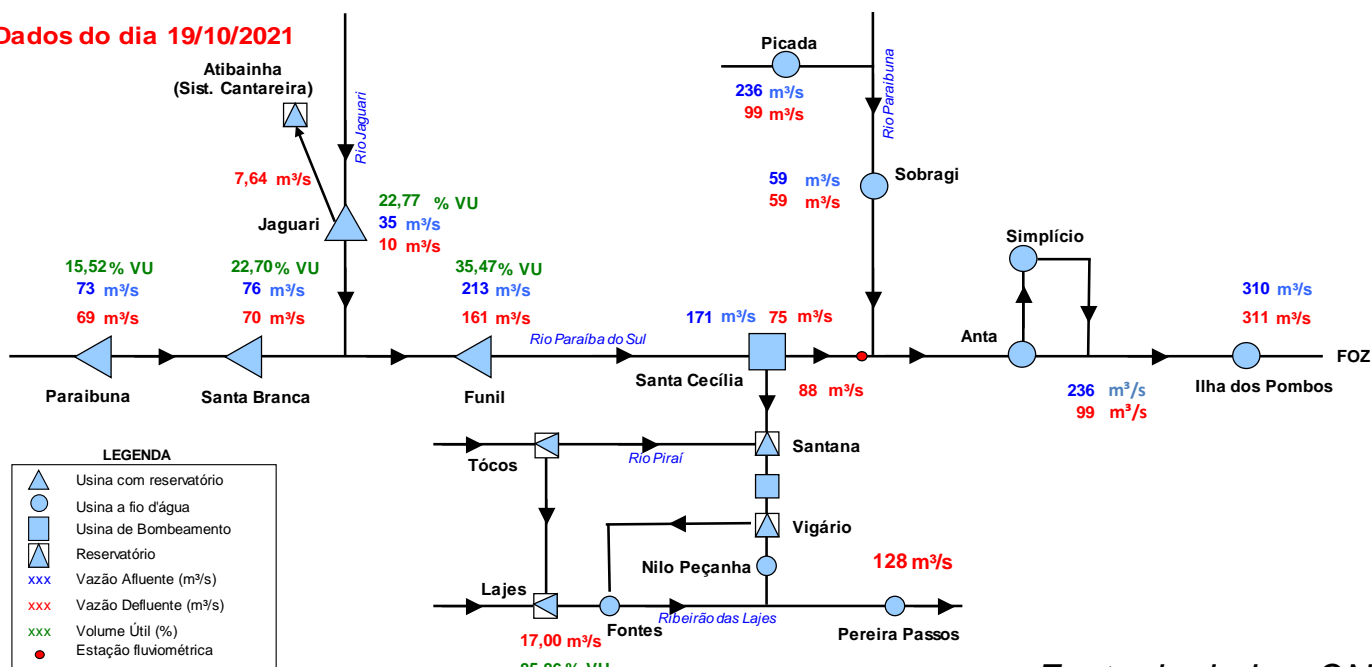 Dados do dia 19/10/2021
Atibainha
(Sist. Cantareira)
Rio Jaguari
7,64 m³/s
Jaguari
22,77 % VU
35 m³/s
10 m³/s
Picada
236 m³/s
99 m³/s
Rio Paraibuna
59 m³/s
59 m³/s
Sobragi
15,52% VU
73 m³/s
69 m³/s
Paraibuna
22,70% VU
76 m³/s
70 m³/s
Santa Branca
35,47% VU
213 m³/s
161 m³/s
Funil
Rio Paraíba do Sul
171 m³/s 75 m³/s
Santa Cecília
88 m³/s
Simplício
Anta
236 m³/s
99 m³/s
310 m³/s
311 m³/s
Ilha dos Pombos
FOZ
Tócos
Rio Piraí
Santana
Vigário
Nilo Peçanha
128 m³/s
Lajes
Fontes
Ribeirão das Lajes
Pereira Passos
17,00 m³/s
LEGENDA
Usina com reservatório
Usina a fio d'água
Usina de Bombeamento
Reservatório
xxx Vazão Afluente (m³/s)
xxx Vazão Defluente (m³/s)
xxx Volume Útil (%)
Estação fluviométrica